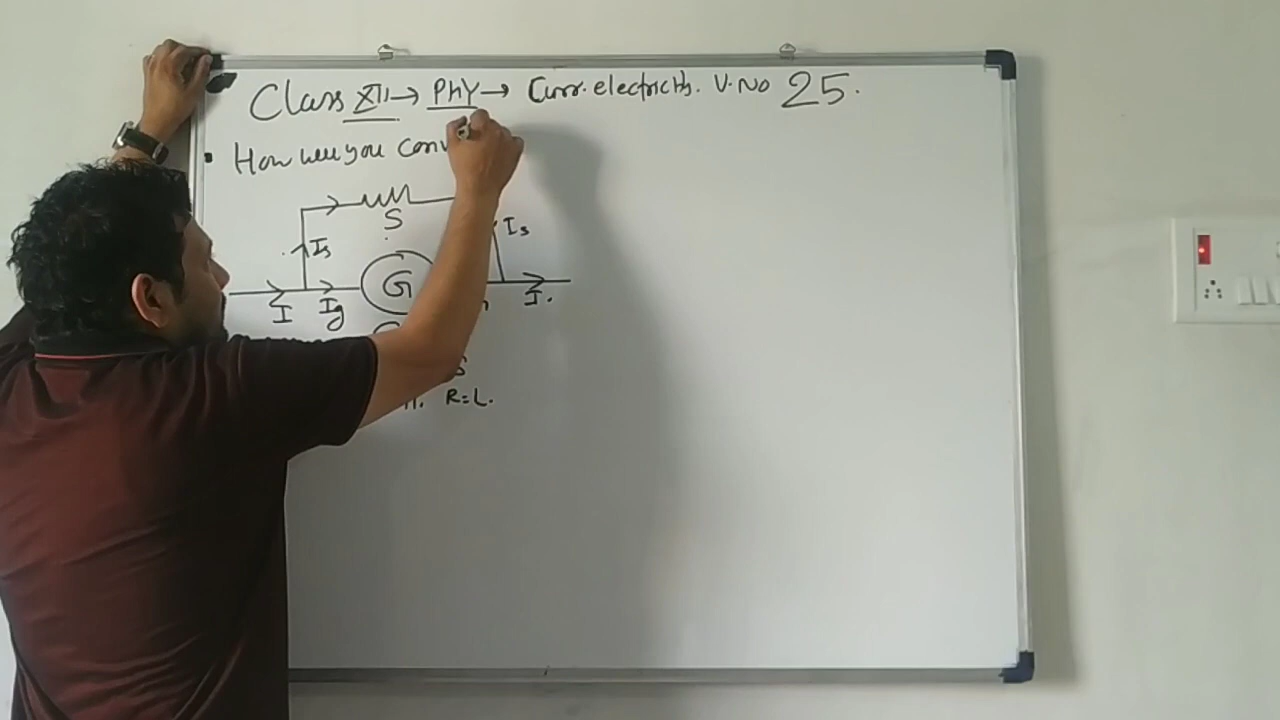 Class XII → PHY → Curr. electricity. V. No 25.
How will you conv
S
Is
Is
I
Ig
G
I.
R=L.